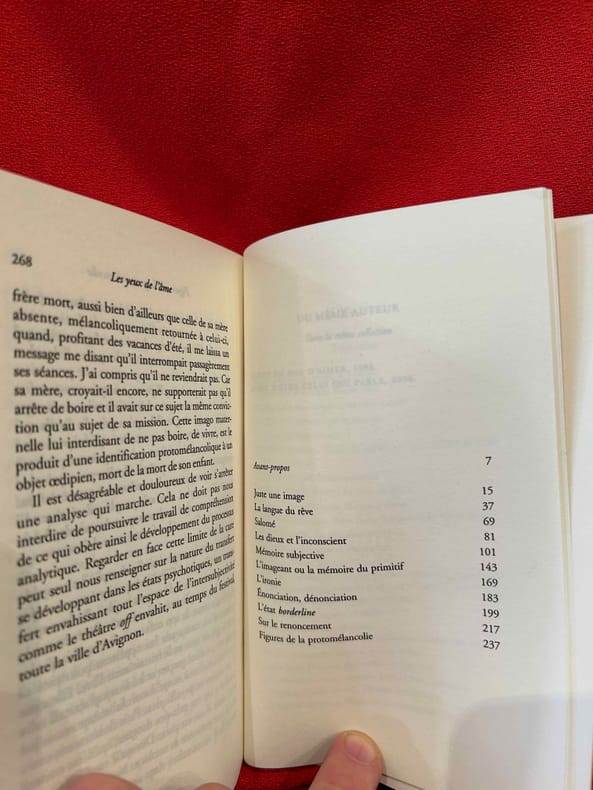 268
Les yeux de l'âme
frère mort, aussi bien d'ailleurs que celle de sa mère
absente, mélancoliquement retournée à celui-ci,
quand, profitant des vacances d'été, il me laissa un
message me disant qu'il interrompait passagèrement
ses séances. J'ai compris qu'il ne reviendrait pas. Car
sa mère, croyait-il encore, ne supporterait pas qu'il
arrête de boire et il avait sur ce sujet la même convic-
tion qu'au sujet de sa mission. Cette imago mater-
nelle lui interdisant de ne pas boire, de vivre, est le
produit d'une identification protomélancolique à un
objet œdipien, mort de la mort de son enfant.
Il est désagréable et douloureux de voir s'arrêter
une analyse qui marche. Cela ne doit pas nous
interdire de poursuivre le travail de compréhension
de ce qui obère ainsi le développement du processus
analytique. Regarder en face cette limite de la cure
peut seul nous renseigner sur la nature du transfert
se développant dans les états psychotiques, un trans-
fert envahissant tout l'espace de l'intersubjectivité
comme le théâtre off envahit, au temps du festival,
toute la ville d'Avignon.
DU MÊME AUTEUR
Dans la même collection
Avant-propos 7
Juste une image 15
La langue du rêve 37
Salomé 69
Les dieux et l'inconscient 81
Mémoire subjective 101
L'imageant ou la mémoire du primitif 143
L'ironie 169
Énonciation, dénonciation 183
L'état borderline 199
Sur le renoncement 217
Figures de la protomélancolie 237